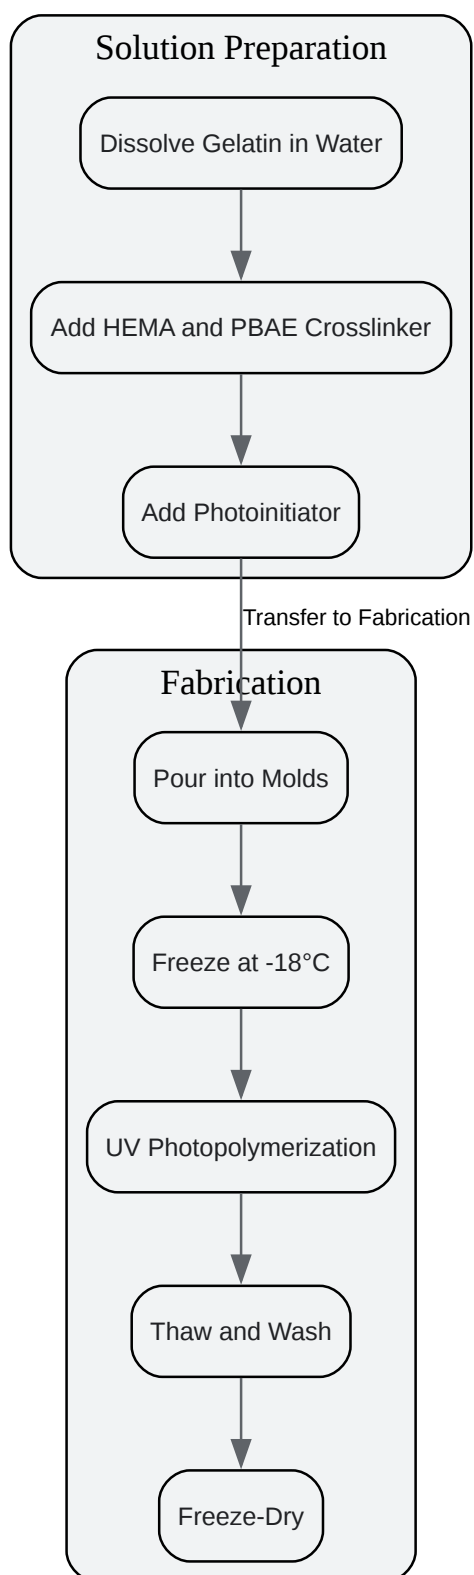 Solution Preparation
Dissolve Gelatin in Water
Add HEMA and PBAE Crosslinker
Add Photoinitiator
Transfer to Fabrication
Fabrication
Pour into Molds
Freeze at -18°C
UV Photopolymerization
Thaw and Wash
Freeze-Dry